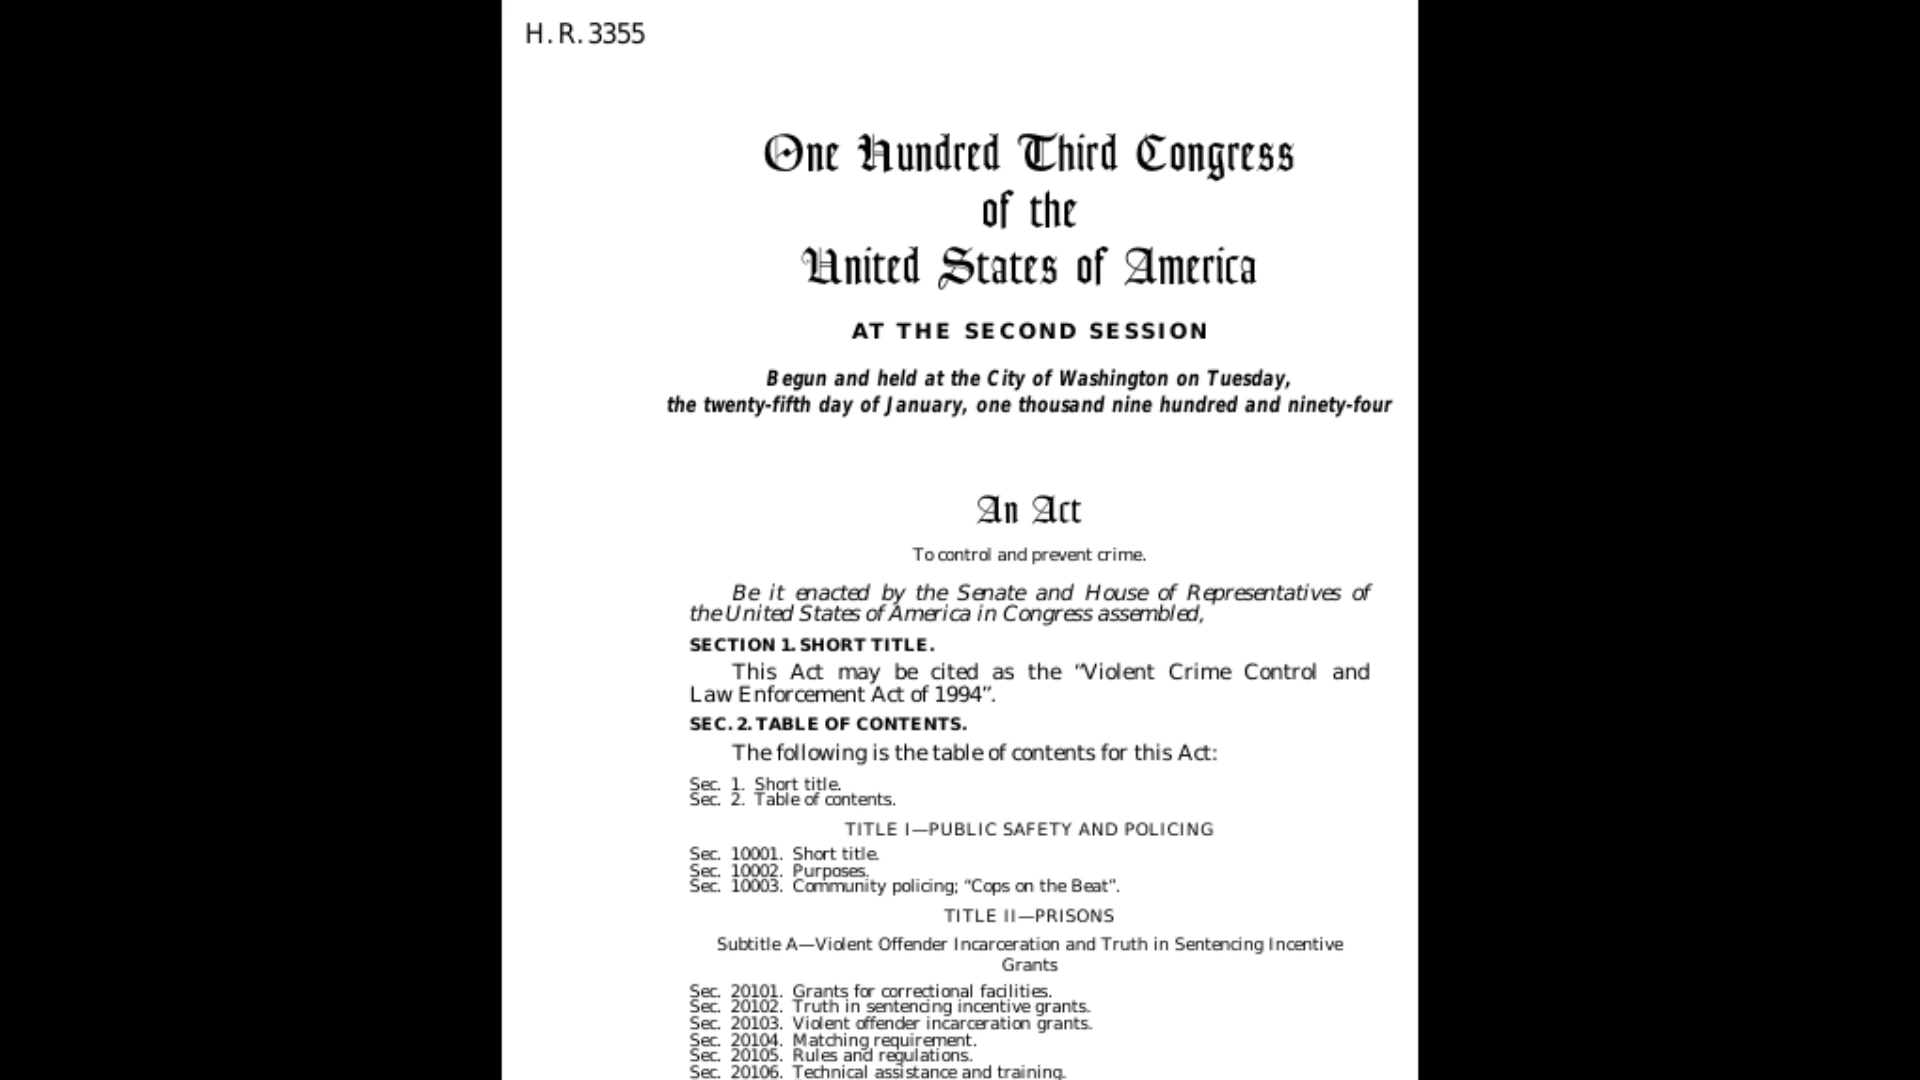 H. R. 3355
One Hundred Third Congress
of the
United States of America
AT THE SECOND SESSION
Begun and held at the City of Washington on Tuesday,
the twenty-fifth day of January, one thousand nine hundred and ninety-four
An Act
To control and prevent crime.
Be it enacted by the Senate and House of Representatives of
the United States of America in Congress assembled,
SECTION 1. SHORT TITLE.
This Act may be cited as the “Violent Crime Control and
Law Enforcement Act of 1994”.
SEC. 2. TABLE OF CONTENTS.
The following is the table of contents for this Act:
Sec. 1. Short title.
Sec. 2. Table of contents.
TITLE I—PUBLIC SAFETY AND POLICING
Sec. 10001. Short title.
Sec. 10002. Purposes.
Sec. 10003. Community policing; “Cops on the Beat”.
TITLE II—PRISONS
Subtitle A—Violent Offender Incarceration and Truth in Sentencing Incentive
Grants
Sec. 20101. Grants for correctional facilities.
Sec. 20102. Truth in sentencing incentive grants.
Sec. 20103. Violent offender incarceration grants.
Sec. 20104. Matching requirement.
Sec. 20105. Rules and regulations.
Sec. 20106. Technical assistance and training.